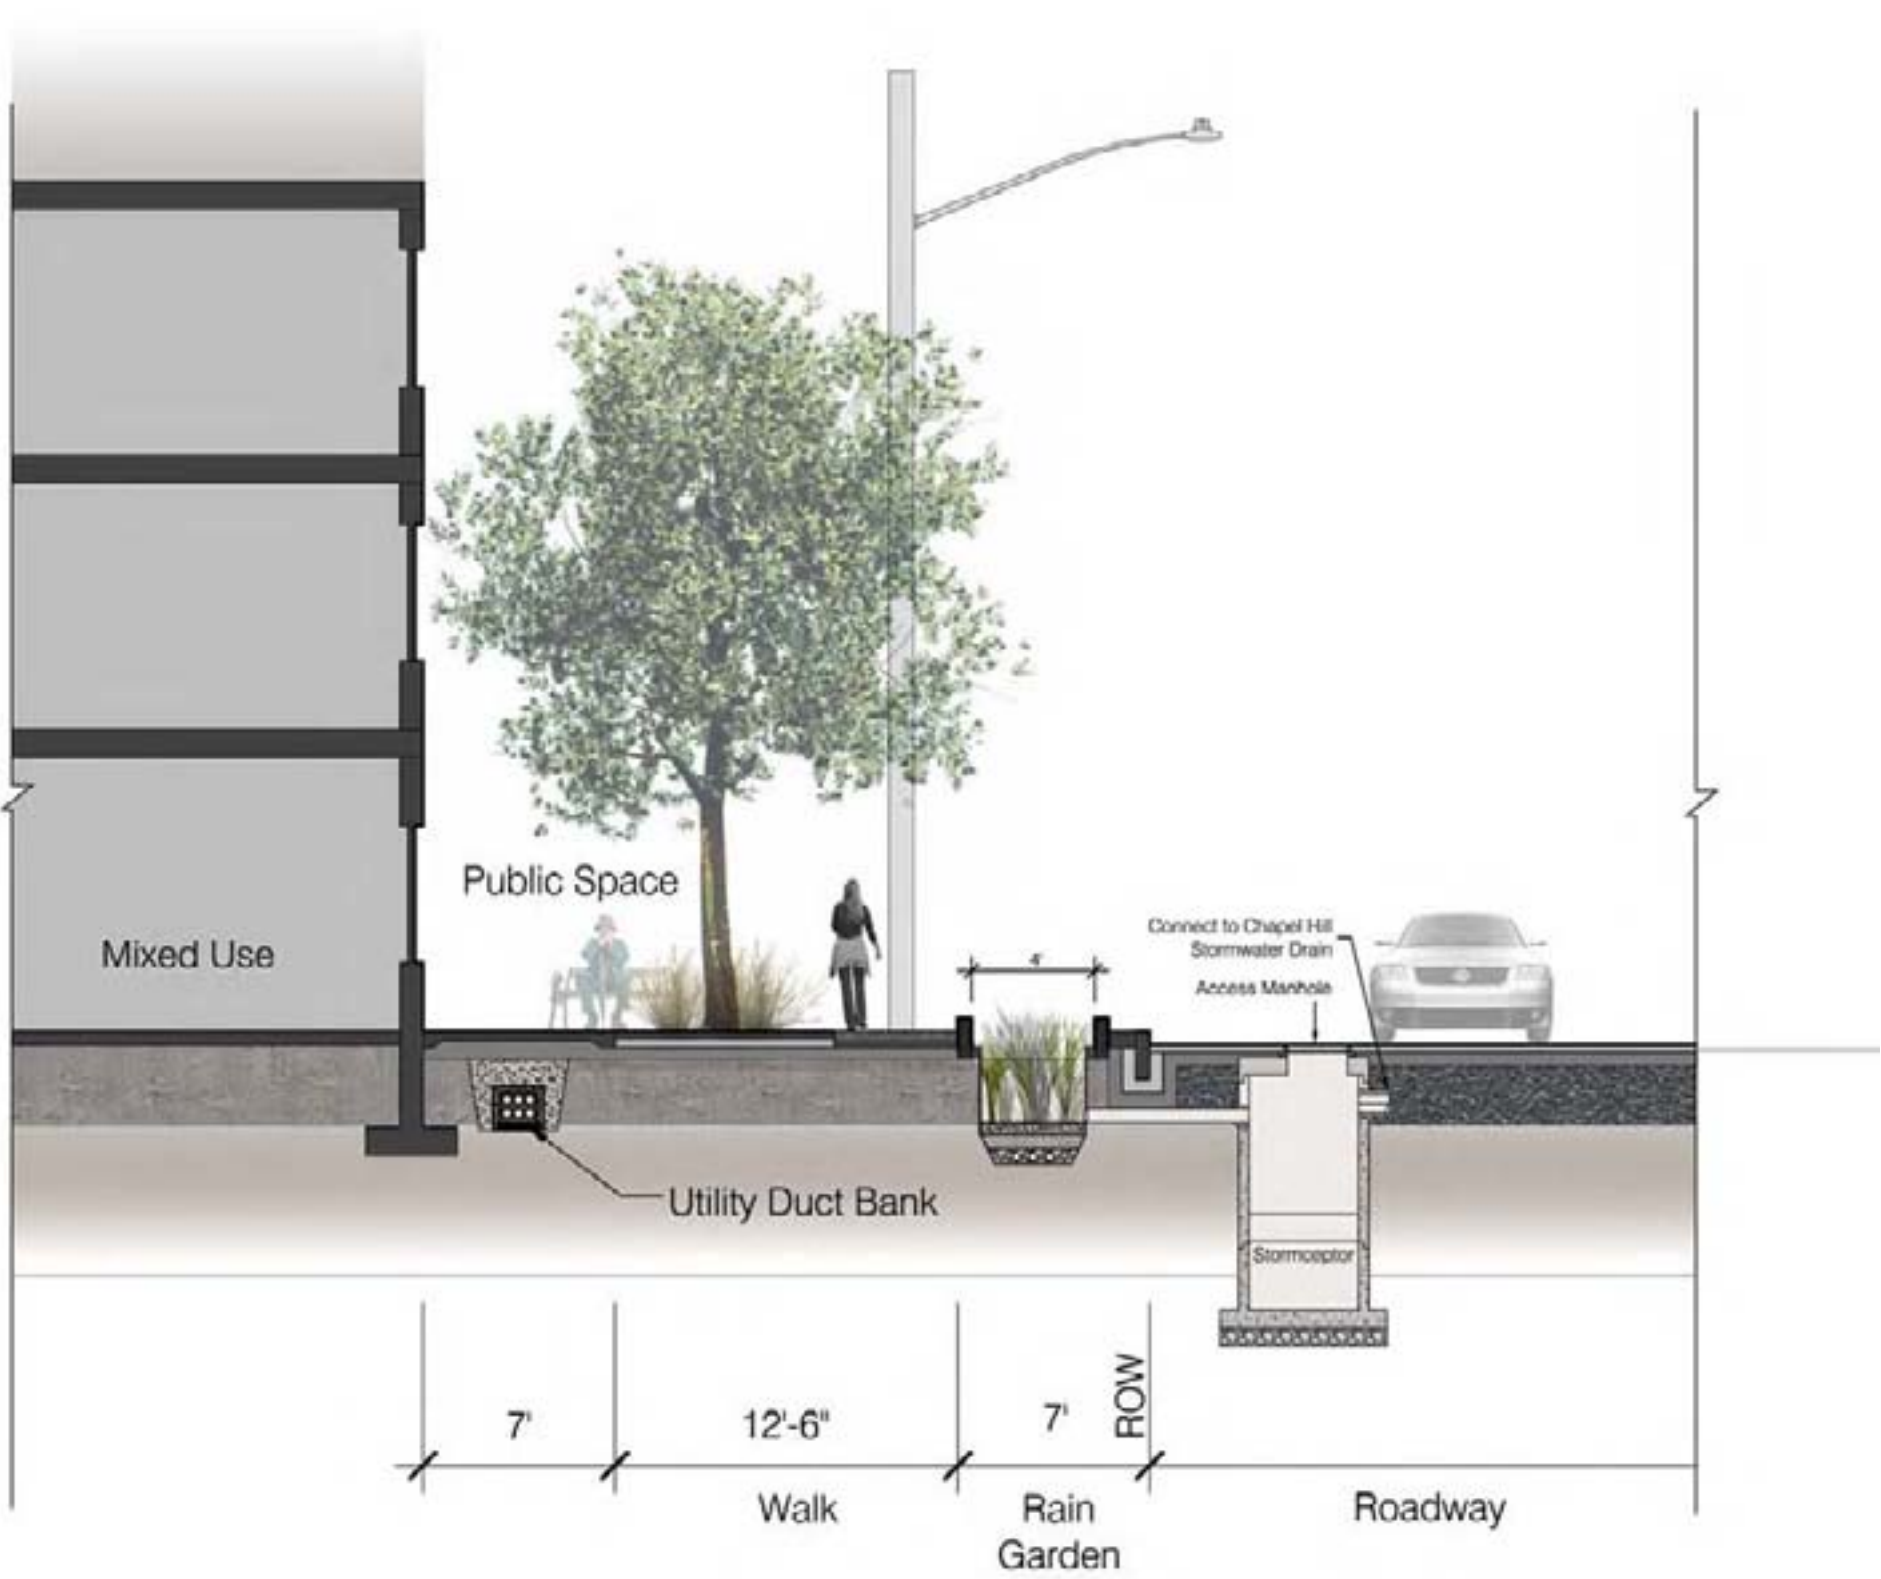 Public Space
Mixed Use
Connect to Chapel Hill
Stormwater Drain
4'
Access Manhole
Utility Duct Bank
Stormceptor
7'
12'-6"
7'
ROW
Walk
Rain
Garden
Roadway